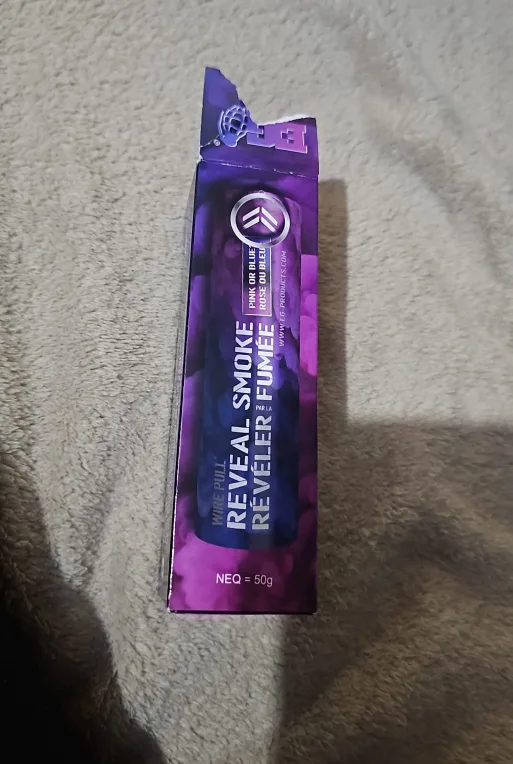 EG
PINK OR BLUE
ROSE OU BLEU
WWW.EG-PRODUCTS.COM
WIRE PULL
REVEAL SMOKE
RÉVÉLER PAR LA FUMÉE
NEQ = 50g